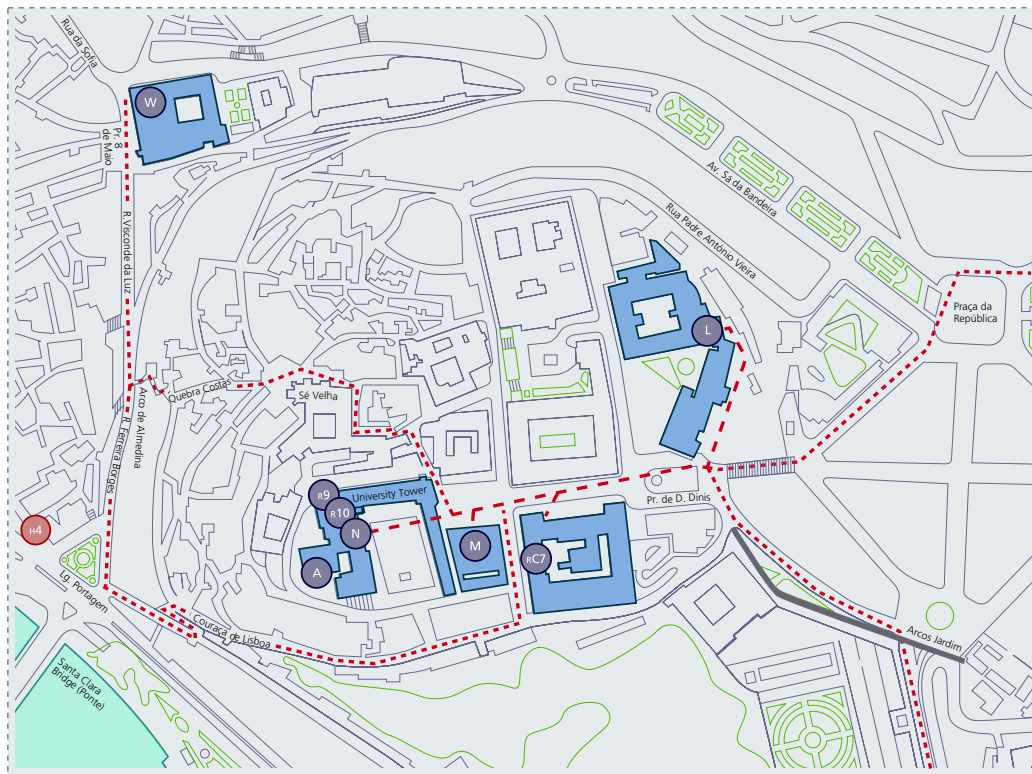 Rua da Sofia
W
Pr. 8
de Maio
Av. Sá da Bandeira
Rua Padre António Vieira
R.Visconde da Luz
Praça da
República
L
Quebra Costas
Sé Velha
Arco de Almedina
R. Ferreira Borges
R9
University Tower
R10
Pr. de D. Dinis
H4
N
M
RC7
A
Lg. Portagem
Couraça de Lisboa
Arcos Jardim
Santa Clara
Bridge (Ponte)